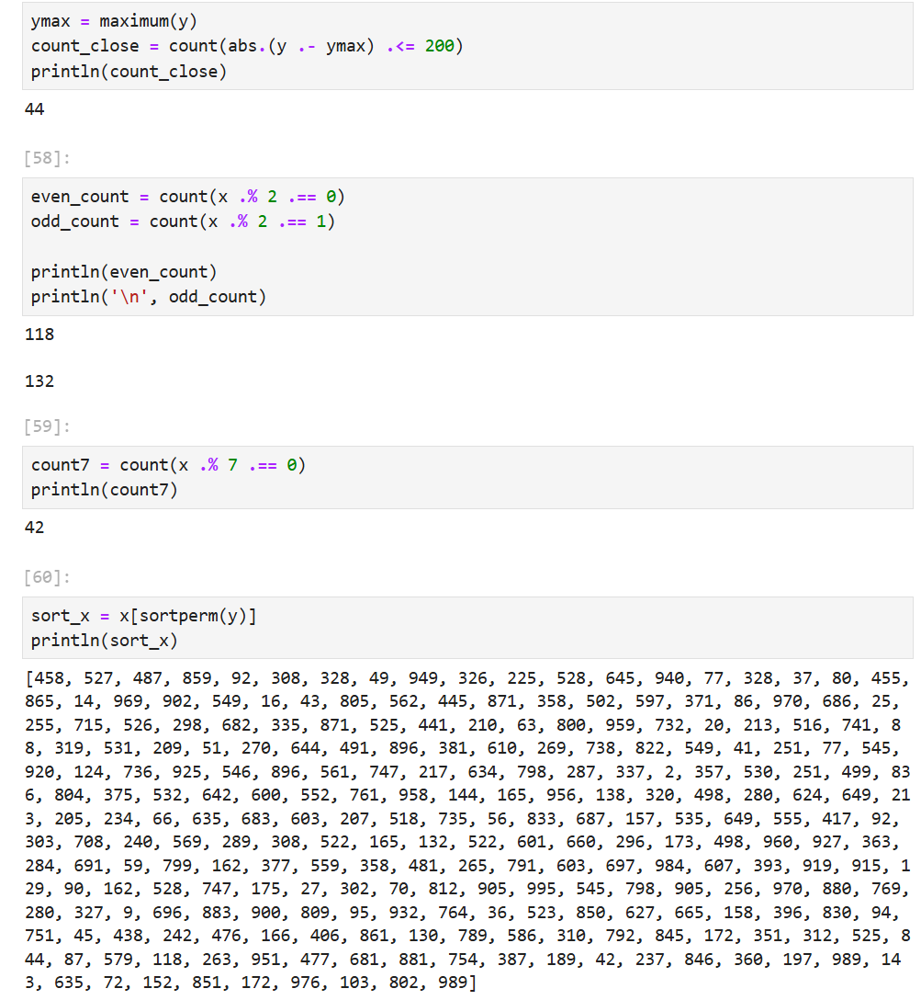 ymax = maximum(y)
count_close = count(abs.(y .- ymax) .<= 200)
println(count_close)
44
[58]:
even_count = count(x .% 2 .== 0)
odd_count = count(x .% 2 .== 1)
println(even_count)
println('\n', odd_count)
118
132
[59]:
count7 = count(x .% 7 .== 0)
println(count7)
42
[60]:
sort_x = x[sortperm(y)]
println(sort_x)
[458, 527, 487, 859, 92, 308, 328, 49, 949, 326, 225, 528, 645, 940, 77, 328, 37, 80, 455,
865, 14, 969, 902, 549, 16, 43, 805, 562, 445, 871, 358, 502, 597, 371, 86, 970, 686, 25,
255, 715, 526, 298, 682, 335, 871, 525, 441, 210, 63, 800, 959, 732, 20, 213, 516, 741, 8
8, 319, 531, 209, 51, 270, 644, 491, 896, 381, 610, 269, 738, 822, 549, 41, 251, 77, 545,
920, 124, 736, 925, 546, 896, 561, 747, 217, 634, 798, 287, 337, 2, 357, 530, 251, 499, 83
6, 804, 375, 532, 642, 600, 552, 761, 958, 144, 165, 956, 138, 320, 498, 280, 624, 649, 21
3, 205, 234, 66, 635, 683, 603, 207, 518, 735, 56, 833, 687, 157, 535, 649, 555, 417, 92,
303, 708, 240, 569, 289, 308, 522, 165, 132, 522, 601, 660, 296, 173, 498, 960, 927, 363,
284, 691, 59, 799, 162, 377, 559, 358, 481, 265, 791, 603, 697, 984, 607, 393, 919, 915, 1
29, 90, 162, 528, 747, 175, 27, 302, 70, 812, 905, 995, 545, 798, 905, 256, 970, 880, 769,
280, 327, 9, 696, 883, 900, 809, 95, 932, 764, 36, 523, 850, 627, 665, 158, 396, 830, 94,
751, 45, 438, 242, 476, 166, 406, 861, 130, 789, 586, 310, 792, 845, 172, 351, 312, 525, 8
44, 87, 579, 118, 263, 951, 477, 681, 881, 754, 387, 189, 42, 237, 846, 360, 197, 989, 14
3, 635, 72, 152, 851, 172, 976, 103, 802, 989]